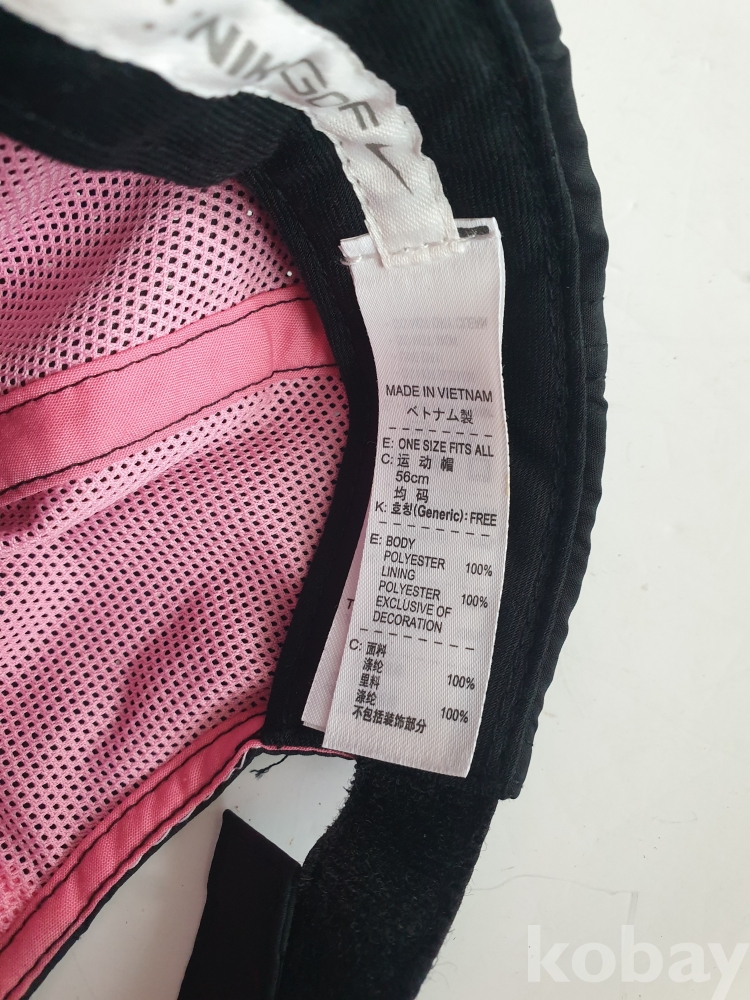 NIKEGOLF
MADE IN VIETNAM
ベトナム製
E: ONE SIZE FITS ALL
C: 运 动 帽
56cm
均 码
K: 호칭(Generic): FREE
E: BODY
POLYESTER 100%
LINING
POLYESTER 100%
EXCLUSIVE OF
DECORATION
C: 面料
涤纶 100%
里料
涤纶 100%
不包括装饰部分
kobay